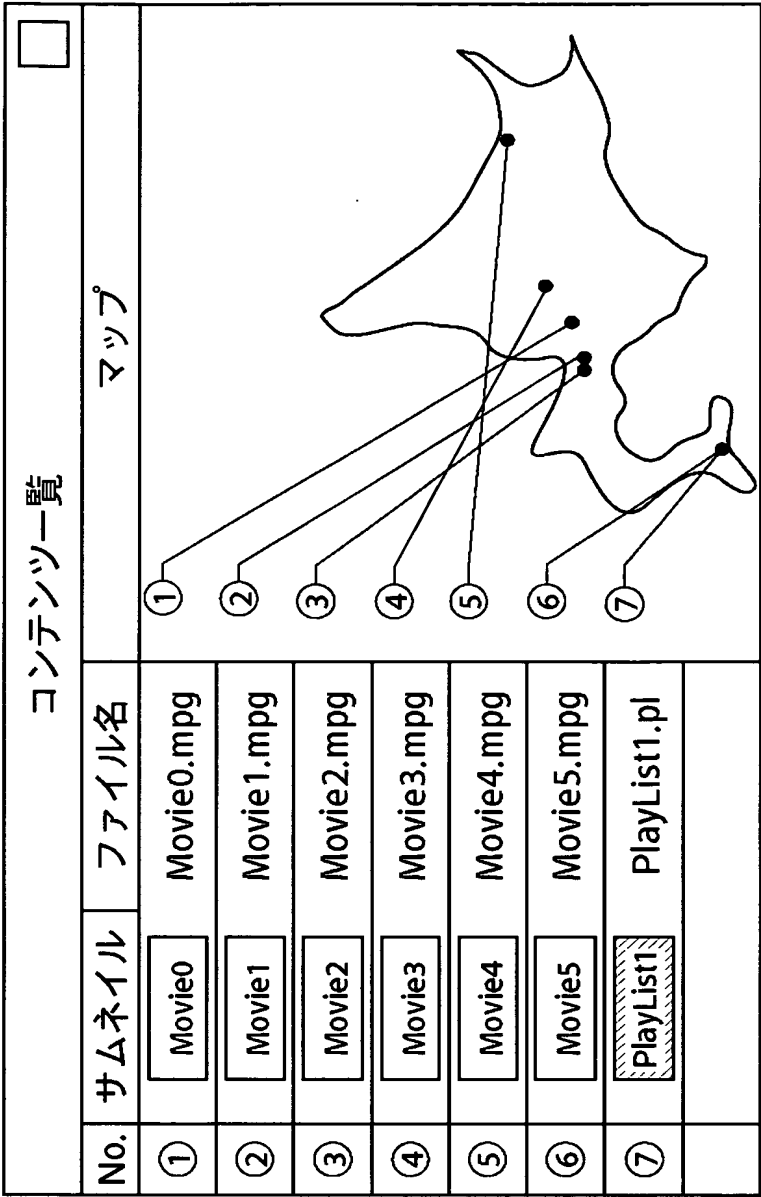 コンテンツ一覧
No. サムネイル ファイル名 マップ
① Movie0 Movie0.mpg ①
② Movie1 Movie1.mpg ②
③ Movie2 Movie2.mpg ③
④ Movie3 Movie3.mpg ④
⑤ Movie4 Movie4.mpg ⑤
⑥ Movie5 Movie5.mpg ⑥
⑦ PlayList1 PlayList1.pl ⑦